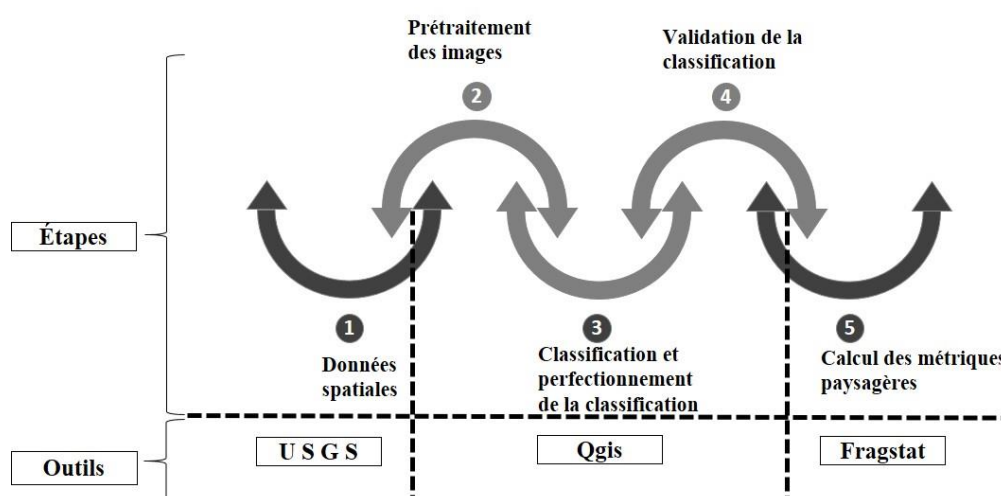 Prétraitement
des images
2
Validation de la
classification
4
Étapes
1
Données
spatiales
3
Classification et
perfectionnement
de la classification
5
Calcul des métriques
paysagères
Outils
U S G S
Qgis
Fragstat